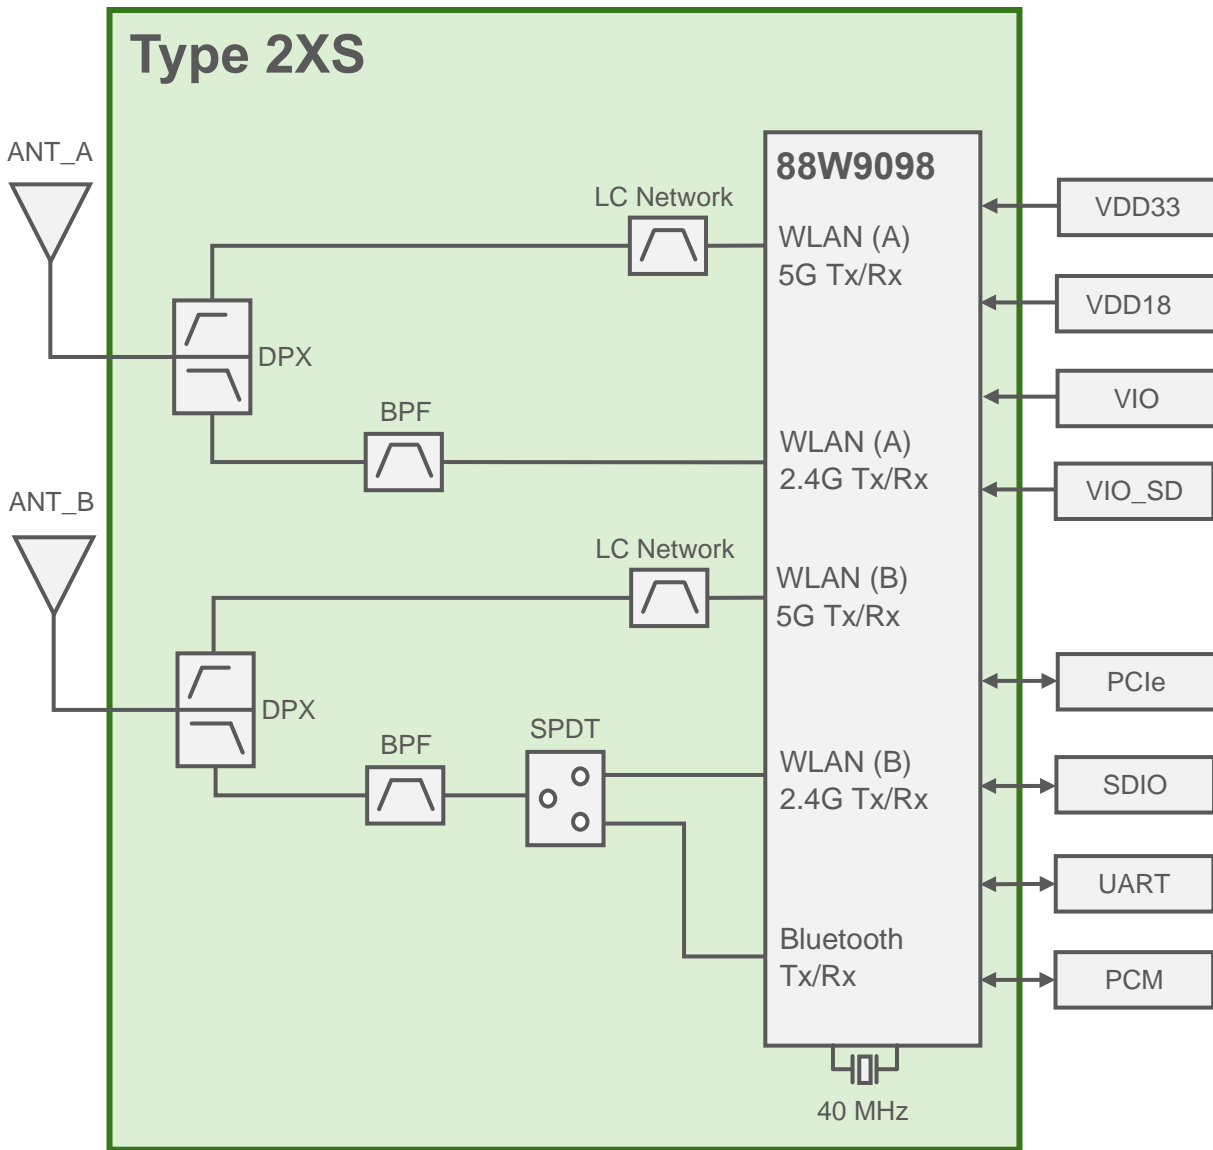 Type 2XS
ANT_A
88W9098
LC Network
VDD33
WLAN (A)
5G Tx/Rx
VDD18
DPX
VIO
BPF
WLAN (A)
2.4G Tx/Rx
VIO_SD
ANT_B
LC Network
WLAN (B)
5G Tx/Rx
PCIe
DPX
SPDT
BPF
WLAN (B)
2.4G Tx/Rx
SDIO
UART
Bluetooth
Tx/Rx
PCM
40 MHz